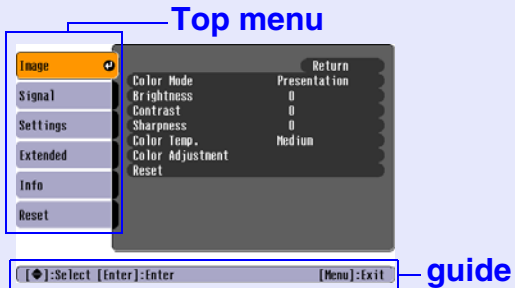 Top menu
Image
Signal
Settings
Extended
Info
Reset
Return
Color Mode Presentation
Brightness 0
Contrast 0
Sharpness 0
Color Temp. Medium
Color Adjustment
Reset
[◆]:Select [Enter]:Enter [Menu]:Exit
guide